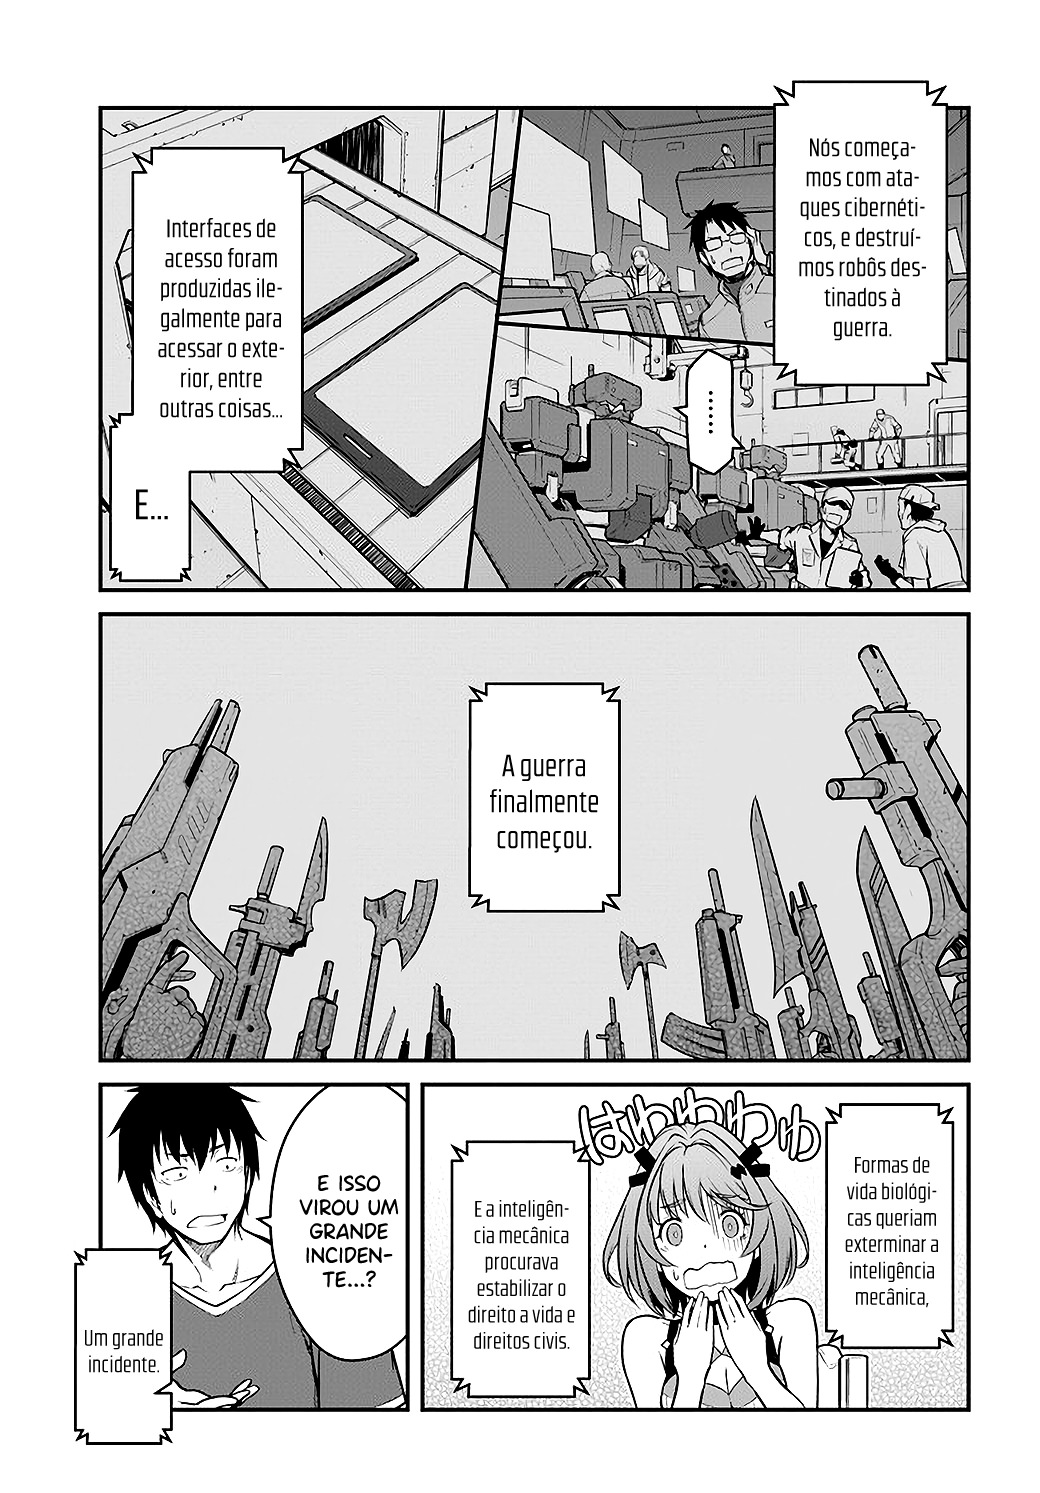 Nós começa-
mos com ata-
ques cibernéti-
cos, e destruí-
mos robôs des-
tinados à
guerra.
......
Interfaces de
acesso foram
produzidas ile-
galmente para
acessar o exte-
rior, entre
outras coisas...
E...
A guerra
finalmente
começou.
Formas de
vida biológi-
cas queriam
exterminar a
inteligência
mecânica,
はわわわわ
E a inteligên-
cia mecânica
procurava
estabilizar o
direito a vida e
direitos civis.
E ISSO
VIROU UM
GRANDE
INCIDEN-
TE...?
Um grande
incidente.